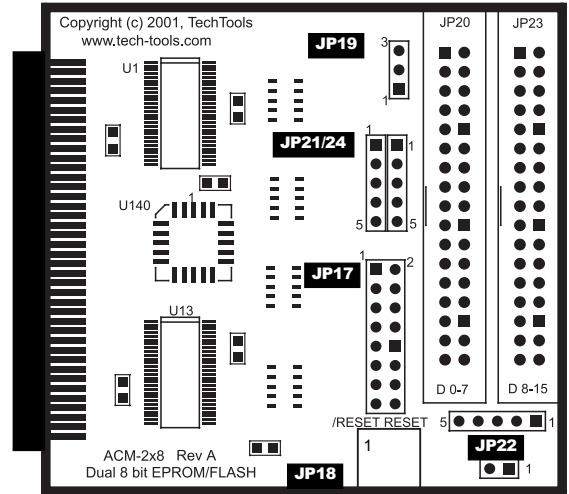 Copyright (c) 2001, TechTools
www.tech-tools.com
JP19
JP20
JP23
U1
3
1
JP21/24
1
1
U140
1
5
5
JP17
1
2
U13
D 0-7
D 8-15
/RESET RESET
5
1
1
JP22
ACM-2x8 Rev A
Dual 8 bit EPROM/FLASH
JP18
1